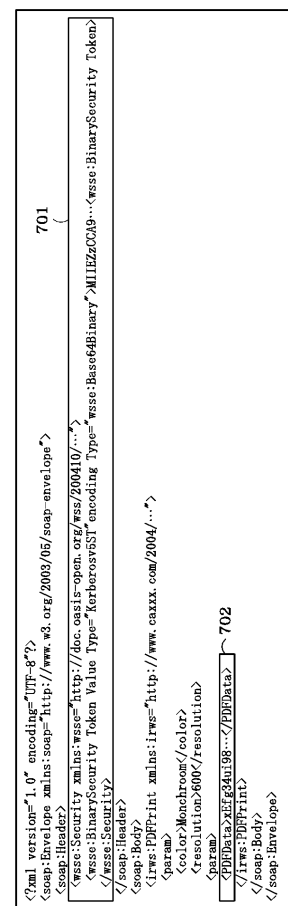 701
<?xml version="1.0" encoding="UTF-8"?>
<soap:Envelope xmlns:soap="http://www.w3.org/2003/05/soap-envelope">
<soap:Header>
<wsse:Security xmlns:wsse="http://doc.oasis-open.org/wss/200410/…">
<wsse:BinarySecurity Token Value Type="Kerberosv5ST"encoding Type="wsse:Base64Binary">MIIEZzCCA9…<wsse:BinarySecurity Token>
</wsse:Security>
</soap:Header>
<soap:Body>
<irws:PDFPrint xmlns:irws="http://www.caxxx.com/2004/…">
<param>
<color>Monchroom</color>
<resolution>600</resolution>
<param>
<PDFData>xEfg34ui98…</PDFData>
702
</irws:PDFPrint>
</soap:Body>
</soap:Envelope>